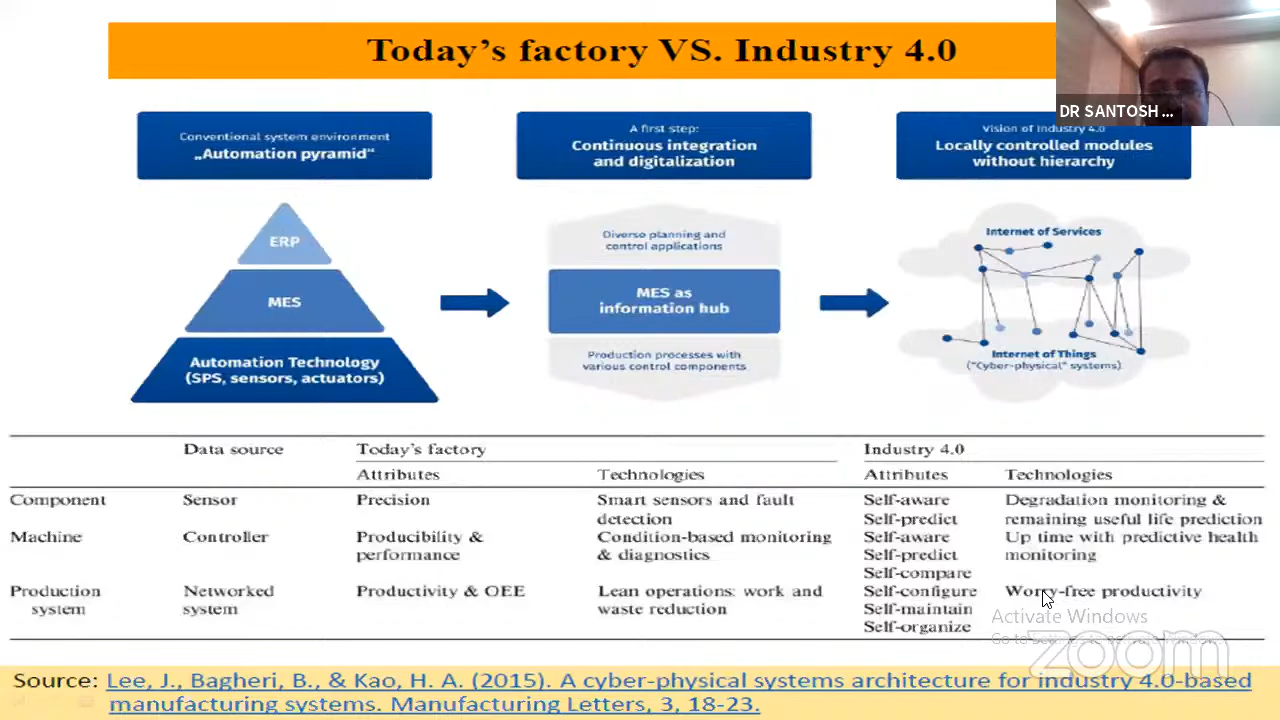 Today's factory VS. Industry 4.0
DR SANTOSH ...
Conventional system environment
„Automation pyramid“
A first step:
Continuous integration
and digitalization
Vision of Industry 4.0
Locally controlled modules
without hierarchy
ERP
MES
Automation Technology
(SPS, sensors, actuators)
Diverse planning and
control applications
MES as
information hub
Production processes with
various control components
Internet of Services
Internet of Things
("Cyber-physical" systems)
Data source Today's factory Industry 4.0
Attributes Technologies Attributes Technologies
Component Sensor Precision Smart sensors and fault Self-aware Degradation monitoring &
detection Self-predict remaining useful life prediction
Machine Controller Producibility & Condition-based monitoring Self-aware Up time with predictive health
performance & diagnostics Self-predict monitoring
Self-compare
Production Networked Productivity & OEE Lean operations: work and Self-configure Worry-free productivity
system system waste reduction Self-maintain
Self-organize
Activate Windows
Go to
zoom
Source: Lee, J., Bagheri, B., & Kao, H. A. (2015). A cyber-physical systems architecture for industry 4.0-based
manufacturing systems. Manufacturing Letters, 3, 18-23.